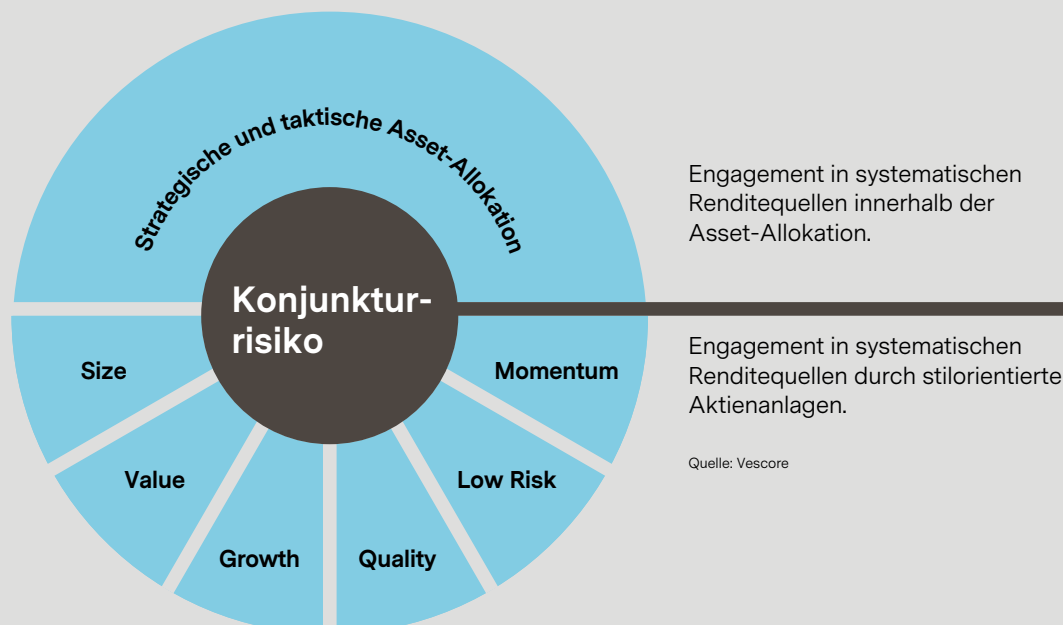 Strategische und taktische Asset-Allokation
Engagement in systematischen
Renditequellen innerhalb der
Asset-Allokation.
Konjunktur-
risiko
Size
Value
Growth
Quality
Low Risk
Momentum
Engagement in systematischen
Renditequellen durch stilorientierte
Aktienanlagen.
Quelle: Vescore